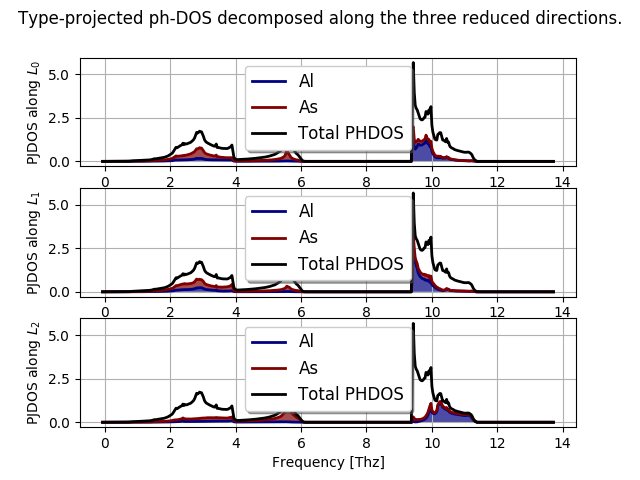 Type-projected ph-DOS decomposed along the three reduced directions.
PJDOS along L₀
5.0
2.5
0.0
Al
As
Total PHDOS
0 2 4 6 8 10 12 14
PJDOS along L₁
5.0
2.5
0.0
Al
As
Total PHDOS
0 2 4 6 8 10 12 14
PJDOS along L₂
5.0
2.5
0.0
Al
As
Total PHDOS
0 2 4 6 8 10 12 14
Frequency [Thz]